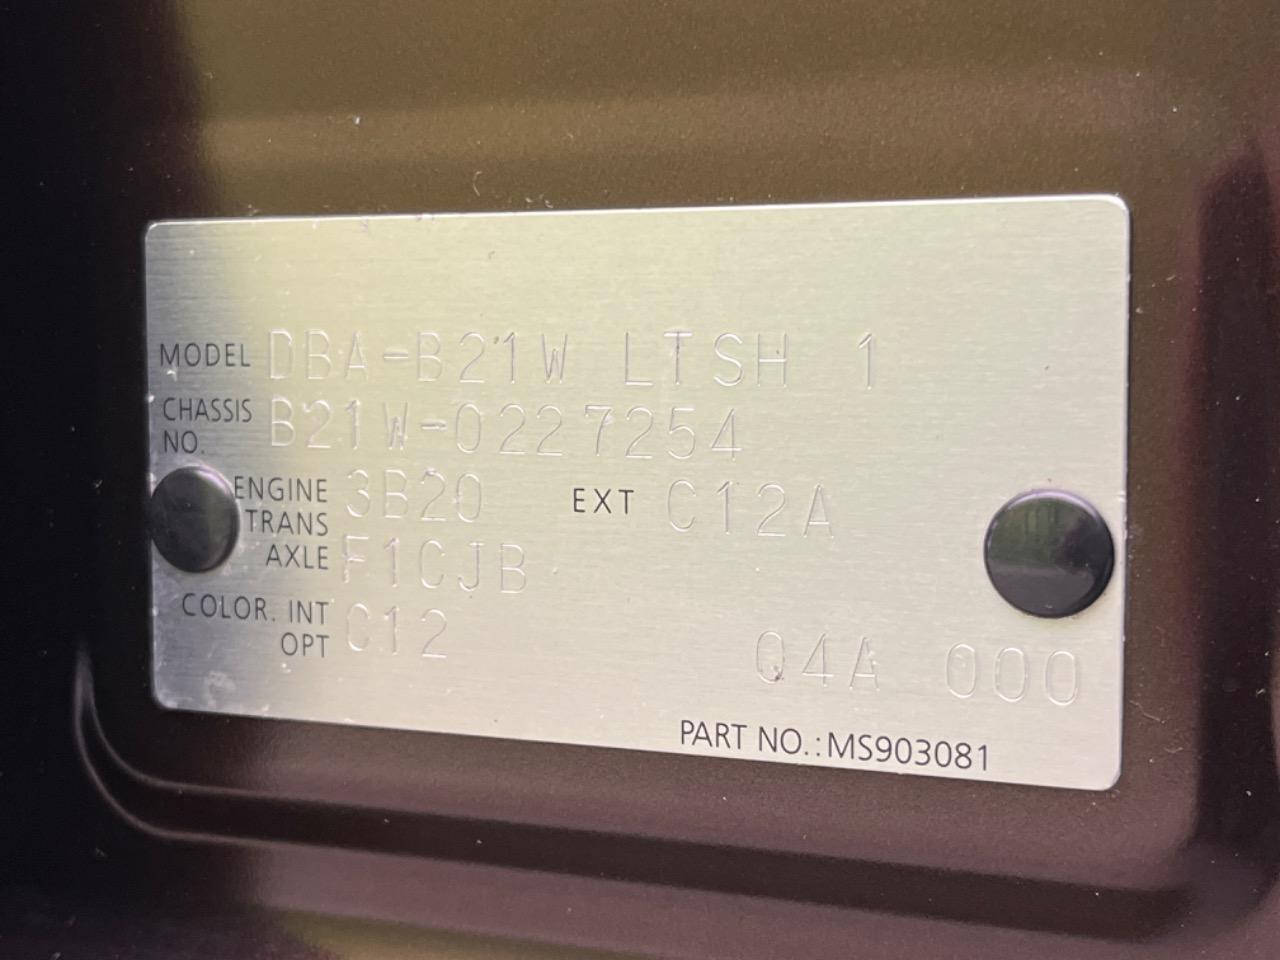 MODEL DBA-B21W LTSH 1
CHASSIS NO. B21W-0227254
ENGINE 3B20 EXT C12A
TRANS AXLE F1CJB
COLOR. INT C12
OPT Q4A 000
PART NO.:MS903081